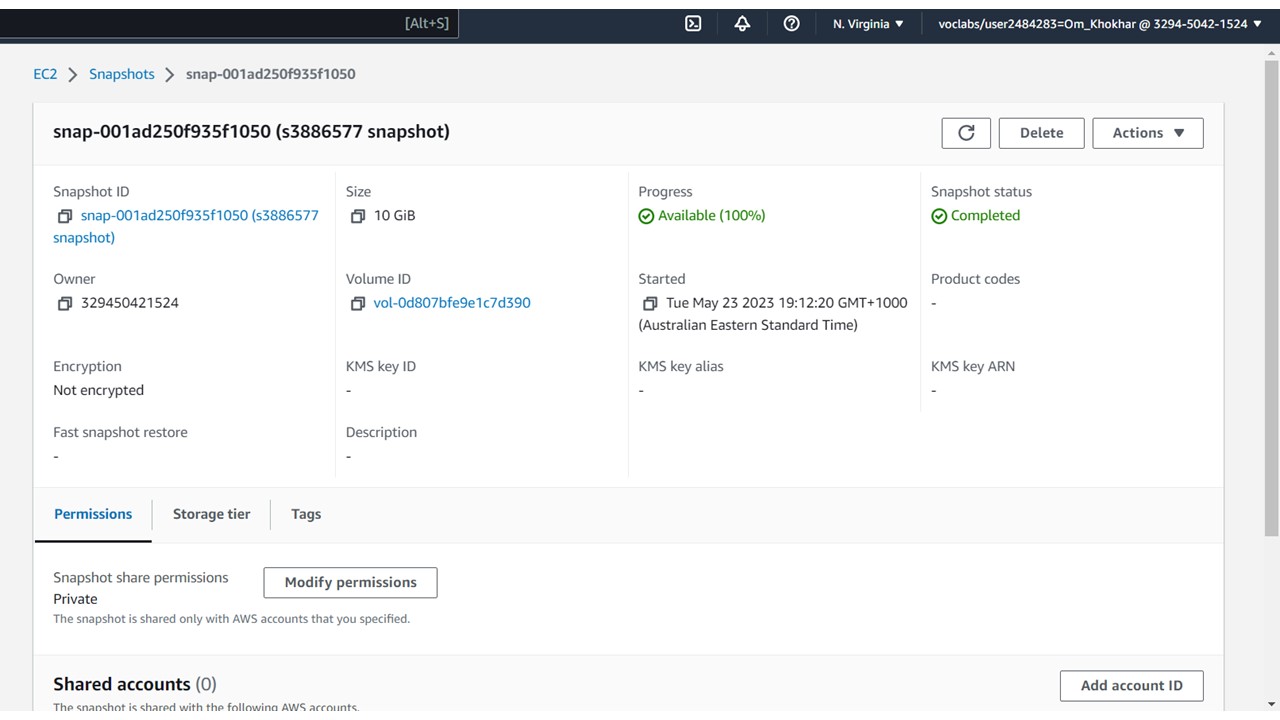 [Alt+S]
N. Virginia
voclabs/user2484283=Om_Khokhar @ 3294-5042-1524
EC2
Snapshots
snap-001ad250f935f1050
snap-001ad250f935f1050 (s3886577 snapshot)
Delete
Actions
Snapshot ID
snap-001ad250f935f1050 (s3886577
snapshot)
Size
10 GiB
Progress
Available (100%)
Snapshot status
Completed
Owner
329450421524
Volume ID
vol-0d807bfe9e1c7d390
Started
Tue May 23 2023 19:12:20 GMT+1000
(Australian Eastern Standard Time)
Product codes
-
Encryption
Not encrypted
KMS key ID
-
KMS key alias
-
KMS key ARN
-
Fast snapshot restore
-
Description
-
Permissions
Storage tier
Tags
Snapshot share permissions
Private
Modify permissions
The snapshot is shared only with AWS accounts that you specified.
Shared accounts (0)
Add account ID
The snapshot is shared with the following AWS accounts.